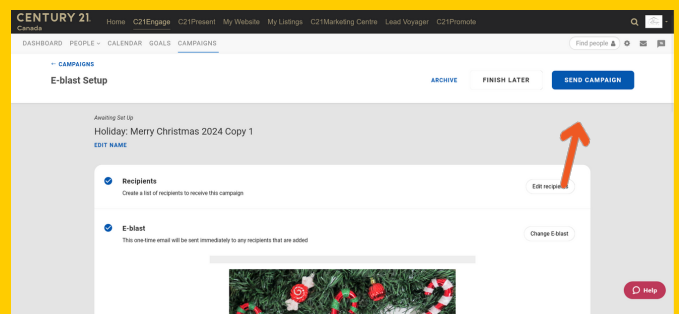 CENTURY 21.
Canada
Home C21Engage C21Present My Website My Listings C21Marketing Centre Lead Voyager C21Promote
DASHBOARD PEOPLE CALENDAR GOALS CAMPAIGNS
Find people
← CAMPAIGNS
E-blast Setup
ARCHIVE FINISH LATER SEND CAMPAIGN
Awaiting Set Up
Holiday: Merry Christmas 2024 Copy 1
EDIT NAME
Recipients
Create a list of recipients to receive this campaign
Edit recipients
E-blast
This one-time email will be sent immediately to any recipients that are added
Change E-blast
Help